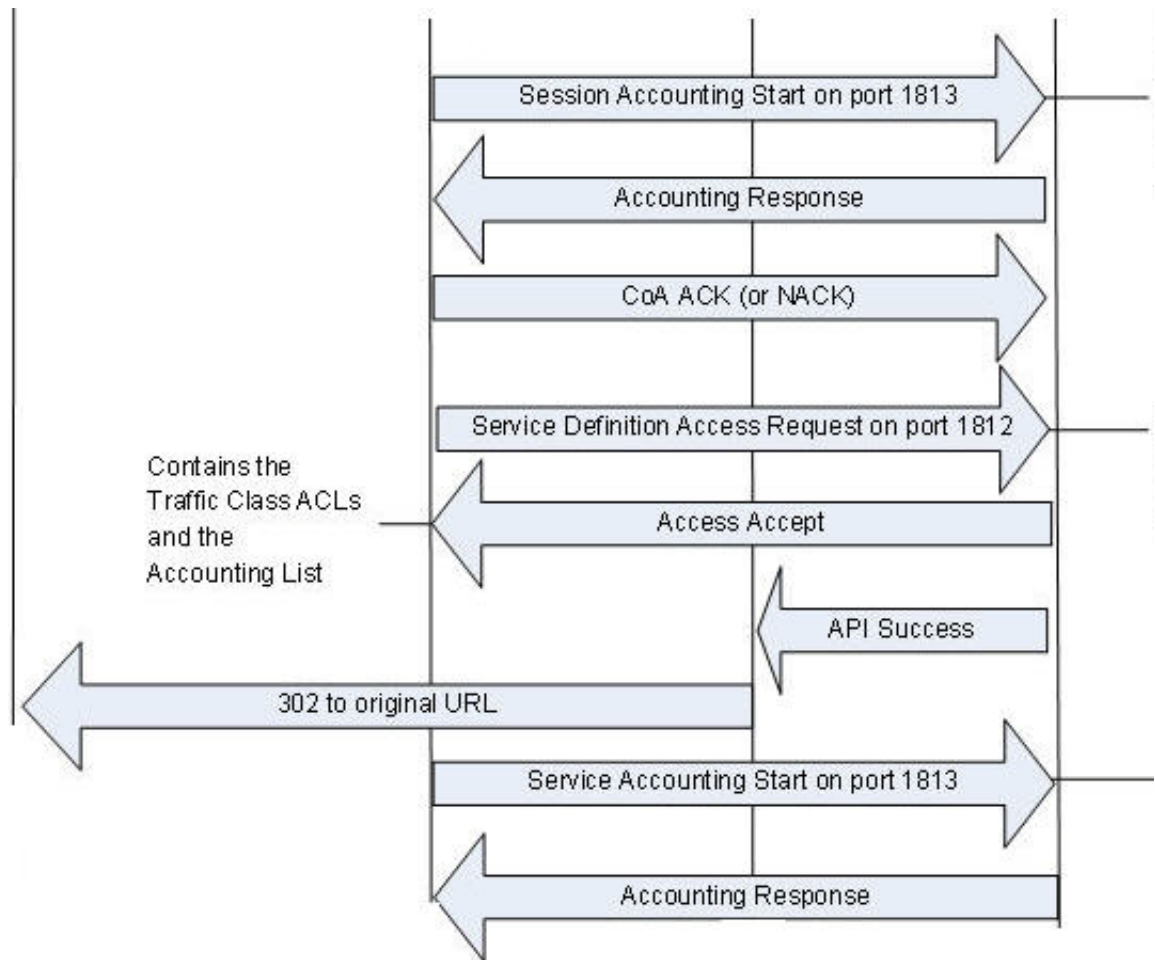 Session Accounting Start on port 1813
Accounting Response
CoA ACK (or NACK)
Service Definition Access Request on port 1812
Contains the
Traffic Class ACLs
and the
Accounting List
Access Accept
API Success
302 to original URL
Service Accounting Start on port 1813
Accounting Response